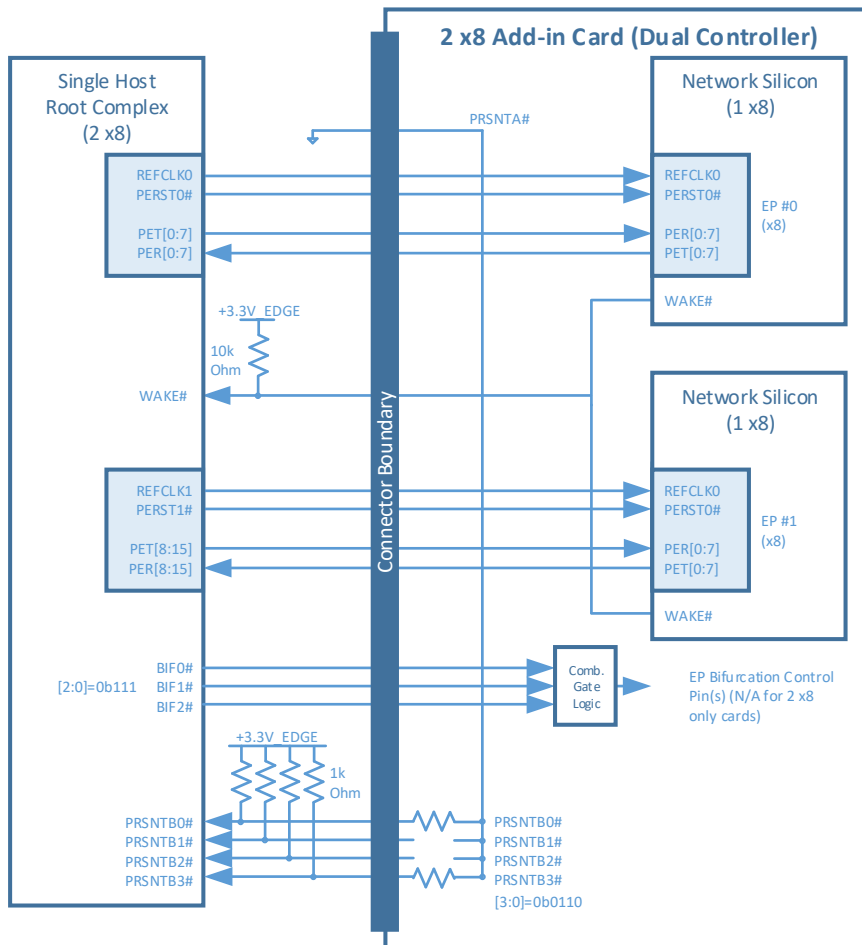 2 x8 Add-in Card (Dual Controller)
Single Host
Root Complex
(2 x8)
Network Silicon
(1 x8)
PRSNTA#
REFCLK0
PERST0#
PET[0:7]
PER[0:7]
REFCLK0
PERST0#
PER[0:7]
PET[0:7]
EP #0
(x8)
WAKE#
+3.3V_EDGE
10k
Ohm
WAKE#
Connector Boundary
Network Silicon
(1 x8)
REFCLK1
PERST1#
PET[8:15]
PER[8:15]
REFCLK0
PERST0#
PER[0:7]
PET[0:7]
EP #1
(x8)
WAKE#
BIF0#
[2:0]=0b111 BIF1#
BIF2#
Comb.
Gate
Logic
EP Bifurcation Control
Pin(s) (N/A for 2 x8
only cards)
+3.3V_EDGE
1k
Ohm
PRSNTB0#
PRSNTB1#
PRSNTB2#
PRSNTB3#
PRSNTB0#
PRSNTB1#
PRSNTB2#
PRSNTB3#
[3:0]=0b0110